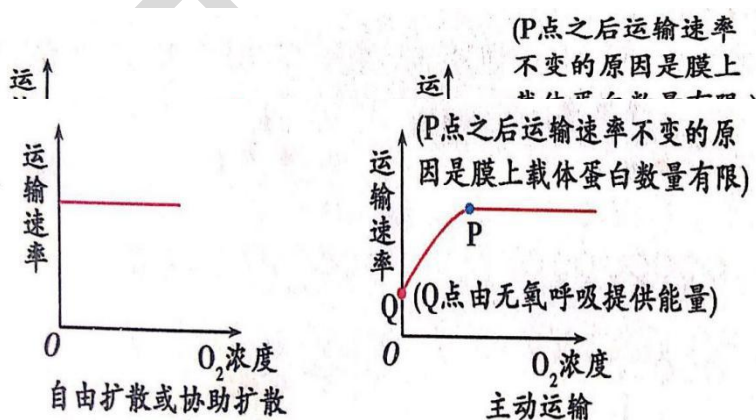 (P点之后运输速率
不变的原因是膜上
运
运
(P点之后运输速率不变的原
因是膜上载体蛋白数量有限)
运输速率
运输速率
P
Q
(Q点由无氧呼吸提供能量)
O
O₂浓度
O
O₂浓度
自由扩散或协助扩散
主动运输